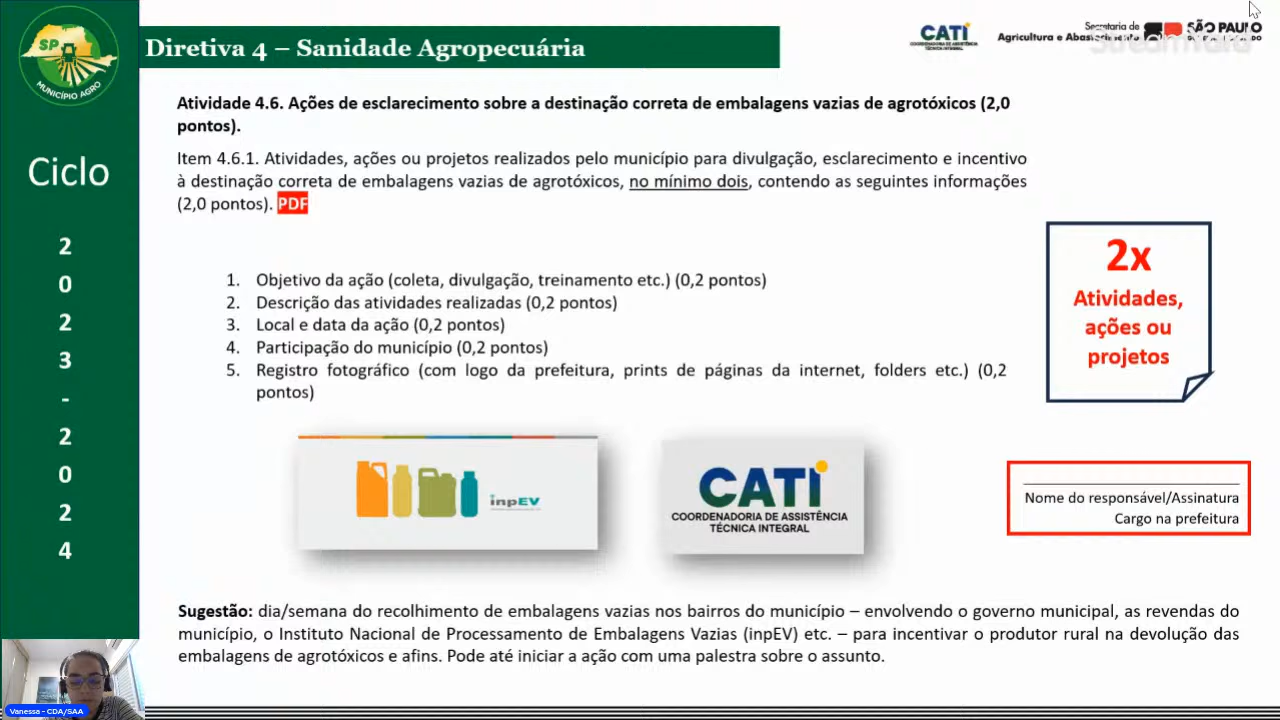 Diretiva 4 – Sanidade Agropecuária
CATI
COORDENADORIA DE ASSISTÊNCIA
TÉCNICA INTEGRAL
Secretaria de
Agricultura e Abastecimento
SÃO PAULO
SP
MUNICÍPIO AGRO
Atividade 4.6. Ações de esclarecimento sobre a destinação correta de embalagens vazias de agrotóxicos (2,0
pontos).
Item 4.6.1. Atividades, ações ou projetos realizados pelo município para divulgação, esclarecimento e incentivo
à destinação correta de embalagens vazias de agrotóxicos, no mínimo dois, contendo as seguintes informações
(2,0 pontos). PDF
Ciclo
2
0
2
3
-
2
0
2
4
1. Objetivo da ação (coleta, divulgação, treinamento etc.) (0,2 pontos)
2. Descrição das atividades realizadas (0,2 pontos)
3. Local e data da ação (0,2 pontos)
4. Participação do município (0,2 pontos)
5. Registro fotográfico (com logo da prefeitura, prints de páginas da internet, folders etc.) (0,2
pontos)
2x
Atividades,
ações ou
projetos
inpEV
CATI
COORDENADORIA DE ASSISTÊNCIA
TÉCNICA INTEGRAL
Nome do responsável/Assinatura
Cargo na prefeitura
Sugestão: dia/semana do recolhimento de embalagens vazias nos bairros do município – envolvendo o governo municipal, as revendas do
município, o Instituto Nacional de Processamento de Embalagens Vazias (inpEV) etc. – para incentivar o produtor rural na devolução das
embalagens de agrotóxicos e afins. Pode até iniciar a ação com uma palestra sobre o assunto.
Vanessa - CDA/SAA